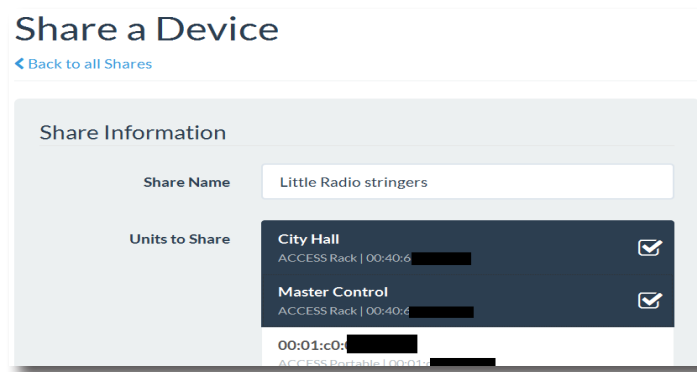 Share a Device
Back to all Shares
Share Information
Share Name
Little Radio stringers
Units to Share
City Hall
ACCESS Rack | 00:40:6
Master Control
ACCESS Rack | 00:40:6
00:01:c0:
ACCESS Portable | 00:01: